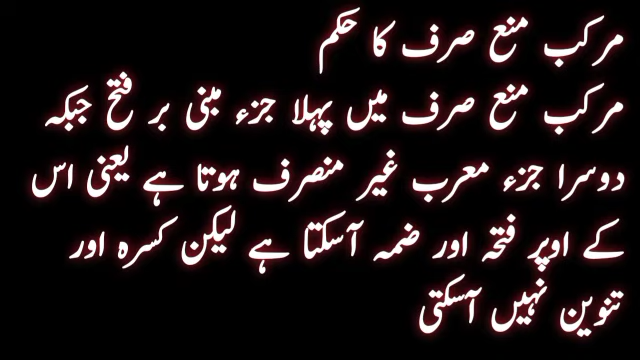 مرکب منع صرف کا حکم
مرکب منع صرف میں پہلا جزء مبنی بر فتح جبکہ
دوسرا جزء معرب غیر منصرف ہوتا ہے یعنی اس
کے اوپر فتحہ اور ضمہ آسکتا ہے لیکن کسرہ اور
تنوین نہیں آسکتی